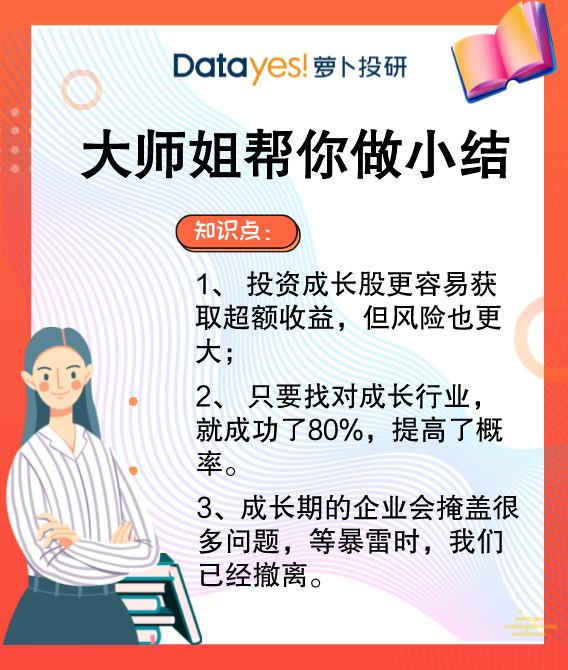 Datayes! 萝卜投研
大师姐帮你做小结
知识点：
1、 投资成长股更容易获
取超额收益，但风险也更
大；
2、 只要找对成长行业，
就成功了80%，提高了概
率。
3、成长期的企业会掩盖很
多问题，等暴雷时，我们
已经撤离。